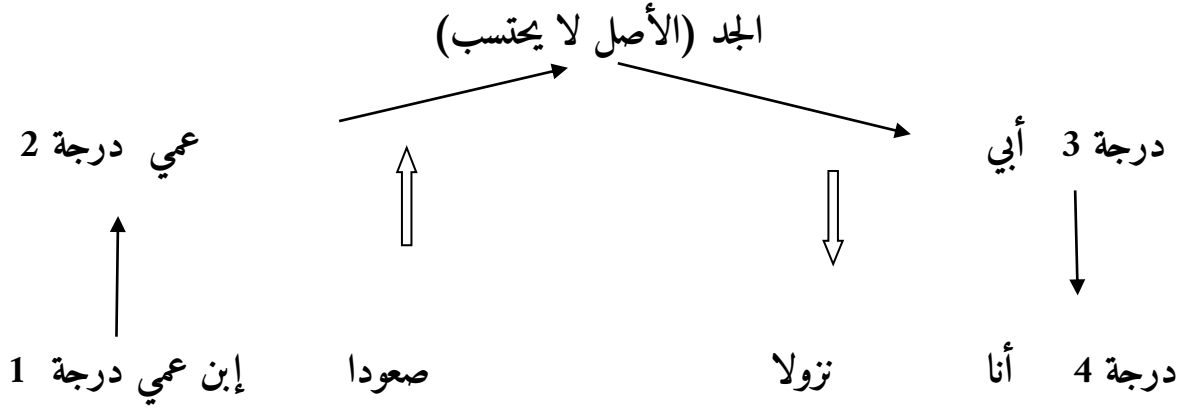 الجد (الأصل لا يحتسب)
درجة 3 أبي عمي درجة 2
درجة 4 أنا نزولا صعودا إبن عمي درجة 1